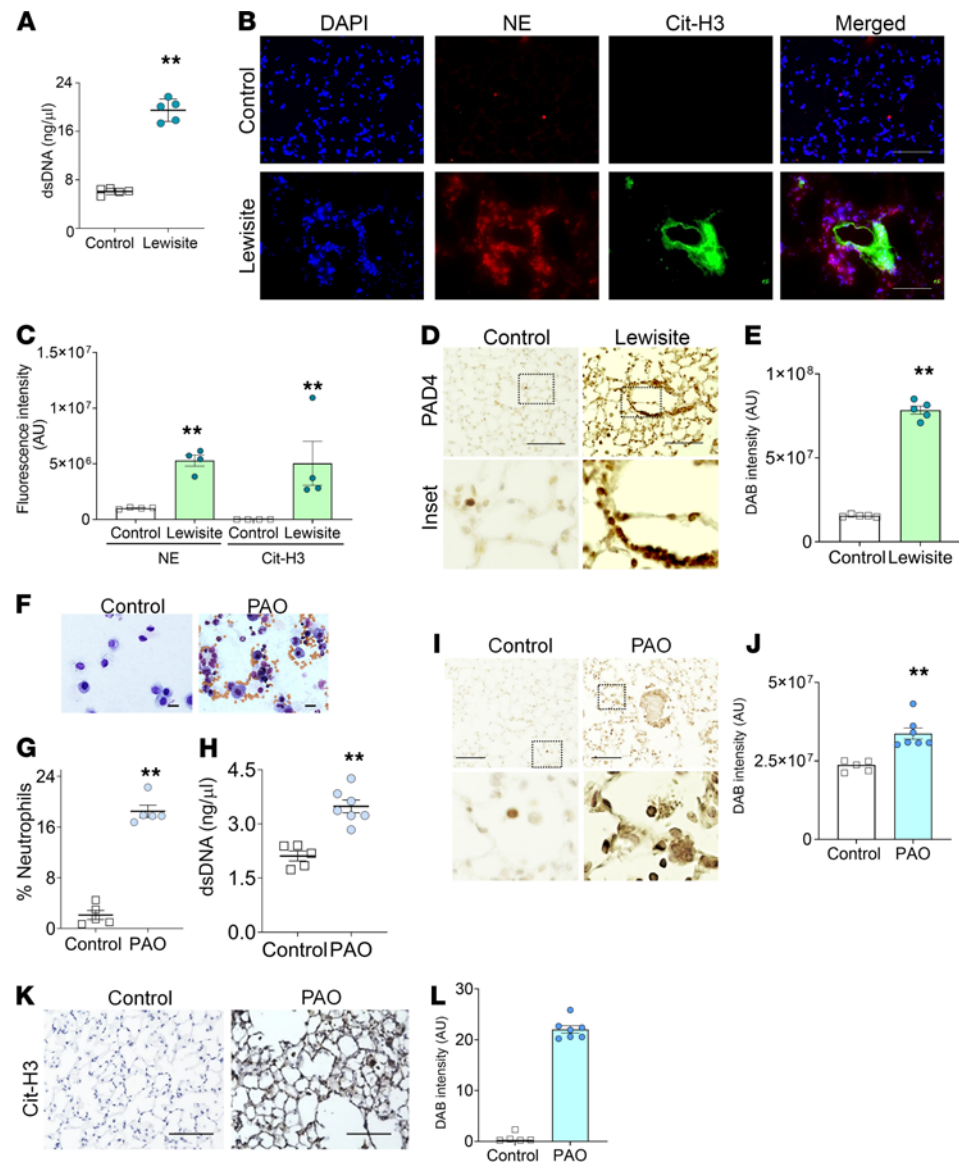 A
**
dsDNA (ng/µl)
24
16
8
0
Control Lewisite
B
DAPI NE Cit-H3 Merged
Control
Lewisite
C
Fluorescence intensity
(AU)
1.5×10⁷
1×10⁷
5×10⁶
0
** **
Control Lewisite Control Lewisite
NE Cit-H3
D
Control Lewisite
PAD4
Inset
E
DAB intensity (AU)
1×10⁸
5×10⁷
0
**
Control Lewisite
F
Control PAO
G
% Neutrophils
24
16
8
0
**
Control PAO
H
dsDNA (ng/µl)
4.5
3.0
1.5
0.0
**
Control PAO
I
Control PAO
J
DAB intensity (AU)
5×10⁷
2.5×10⁷
0
**
Control PAO
K
Control PAO
Cit-H3
L
DAB intensity (AU)
30
20
10
0
Control PAO